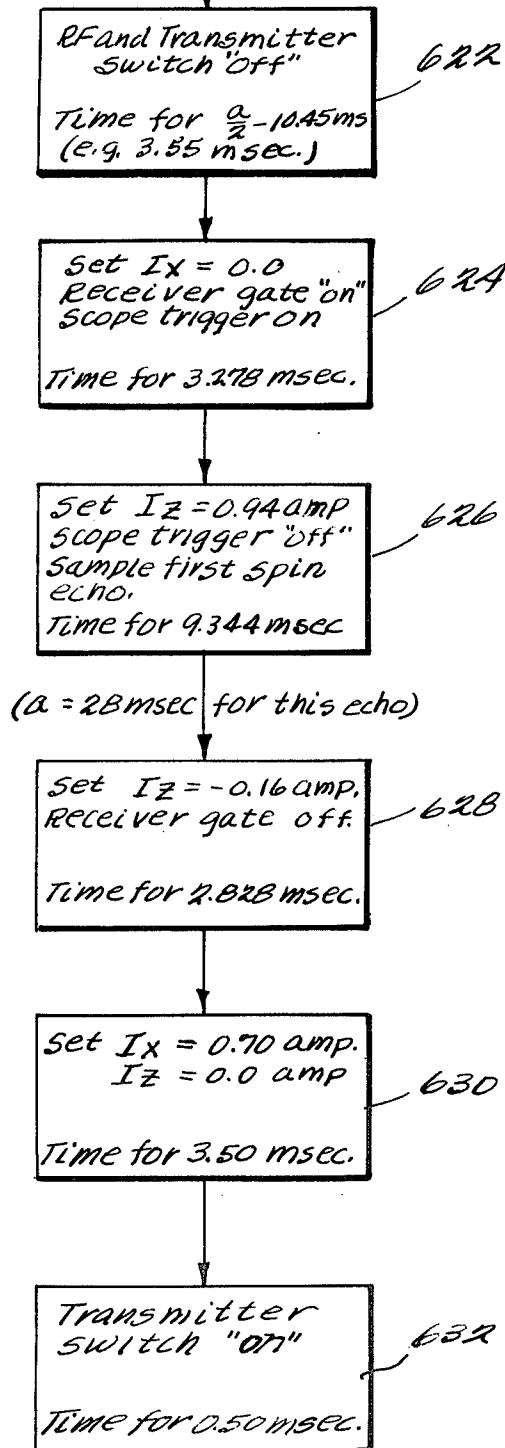 RF and Transmitter
switch "off"
622
Time for a/2 - 10.45ms
(e.g. 3.55 msec.)
Set Ix = 0.0
Receiver gate "on"
Scope trigger on
624
Time for 3.278 msec.
Set Iz = 0.94 amp
Scope trigger "off"
Sample first spin
echo.
626
Time for 9.344 msec
(a = 28 msec for this echo)
Set Iz = -0.16 amp.
Receiver gate off.
628
Time for 2.828 msec.
Set Ix = 0.70 amp.
Iz = 0.0 amp
630
Time for 3.50 msec.
Transmitter
switch "on"
632
Time for 0.50 msec.